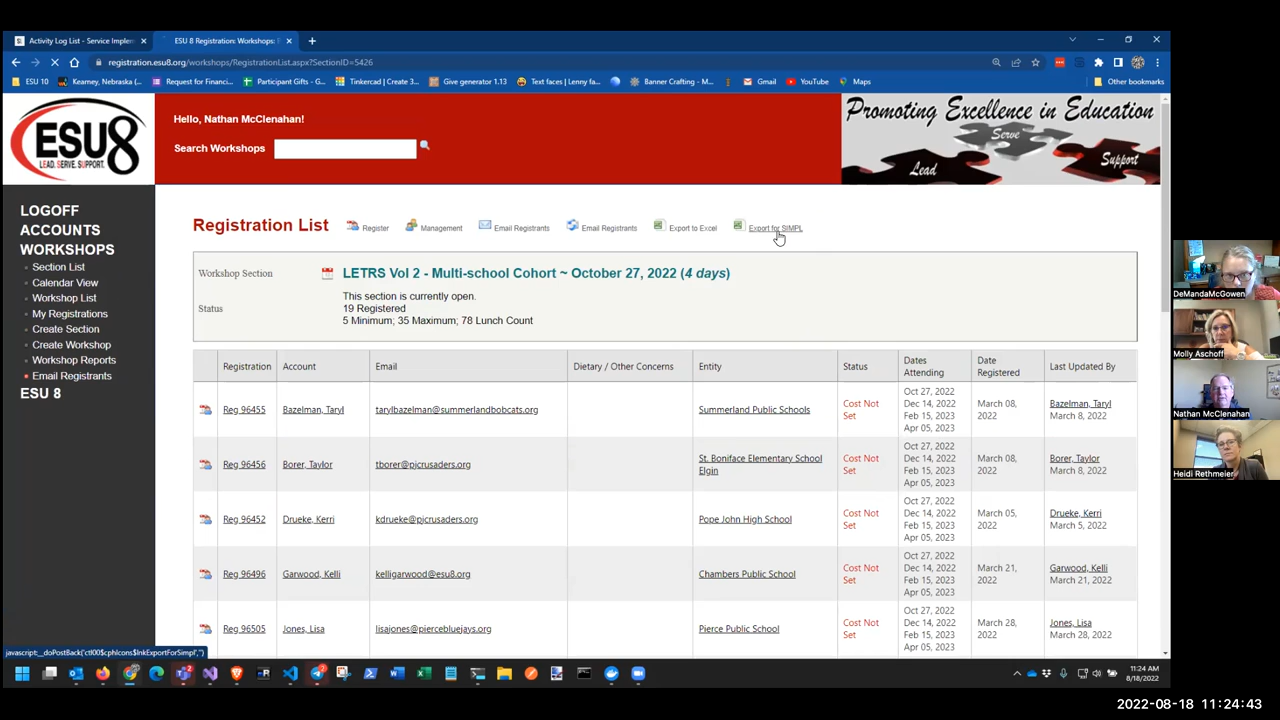 Activity Log List - Service Implem
ESU 8 Registration: Workshops:
registration.esu8.org/workshops/RegistrationList.aspx?SectionID=5426
ESU 10
Kearney, Nebraska (
Request for Financi...
Participant Gifts - G...
Tinkercad | Create 3...
Give generator 1.13
Text faces | Lenny fa...
Banner Crafting - M...
Gmail
YouTube
Maps
Other bookmarks
ESU8
LEAD. SERVE. SUPPORT.
Hello, Nathan McClenahan!
Search Workshops
Promoting Excellence in Education
Serve
Lead
Support
LOGOFF
ACCOUNTS
WORKSHOPS
Section List
Calendar View
Workshop List
My Registrations
Create Section
Create Workshop
Workshop Reports
Email Registrants
ESU 8
Registration List
Register
Management
Email Registrants
Email Registrants
Export to Excel
Export for SIMPL
Workshop Section
LETRS Vol 2 - Multi-school Cohort ~ October 27, 2022 (4 days)
Status
This section is currently open.
19 Registered
5 Minimum; 35 Maximum; 78 Lunch Count
Registration Account Email Dietary / Other Concerns Entity Status Dates Attending Date Registered Last Updated By
Reg 96455 Bazelman, Taryl tarylbazelman@summerlandbobcats.org Summerland Public Schools Cost Not Set
Oct 27, 2022
Dec 14, 2022
Feb 15, 2023
Apr 05, 2023
March 08, 2022
Bazelman, Taryl
March 8, 2022
Reg 96456 Borer, Taylor tborer@pjcrusaders.org St. Boniface Elementary School Elgin Cost Not Set
Oct 27, 2022
Dec 14, 2022
Feb 15, 2023
Apr 05, 2023
March 08, 2022
Borer, Taylor
March 8, 2022
Reg 96452 Drueke, Kerri kdrueke@pjcrusaders.org Pope John High School Cost Not Set
Oct 27, 2022
Dec 14, 2022
Feb 15, 2023
Apr 05, 2023
March 05, 2022
Drueke, Kerri
March 5, 2022
Reg 96496 Garwood, Kelli kelligarwood@esu8.org Chambers Public School Cost Not Set
Oct 27, 2022
Dec 14, 2022
Feb 15, 2023
Apr 05, 2023
March 21, 2022
Garwood, Kelli
March 21, 2022
Reg 96505 Jones, Lisa lisajones@piercebluejays.org Pierce Public School Cost Not Set
Oct 27, 2022
Dec 14, 2022
Feb 15, 2023
Apr 05, 2023
March 28, 2022
Jones, Lisa
March 28, 2022
javascript:__doPostBack('ctl00$cphIcons$lnkExportForSimpl','')
11:24 AM
8/18/2022
DeMandaMcGowen
Molly Aschoff
Nathan McClenahan
Heidi Rethmeier
2022-08-18 11:24:43